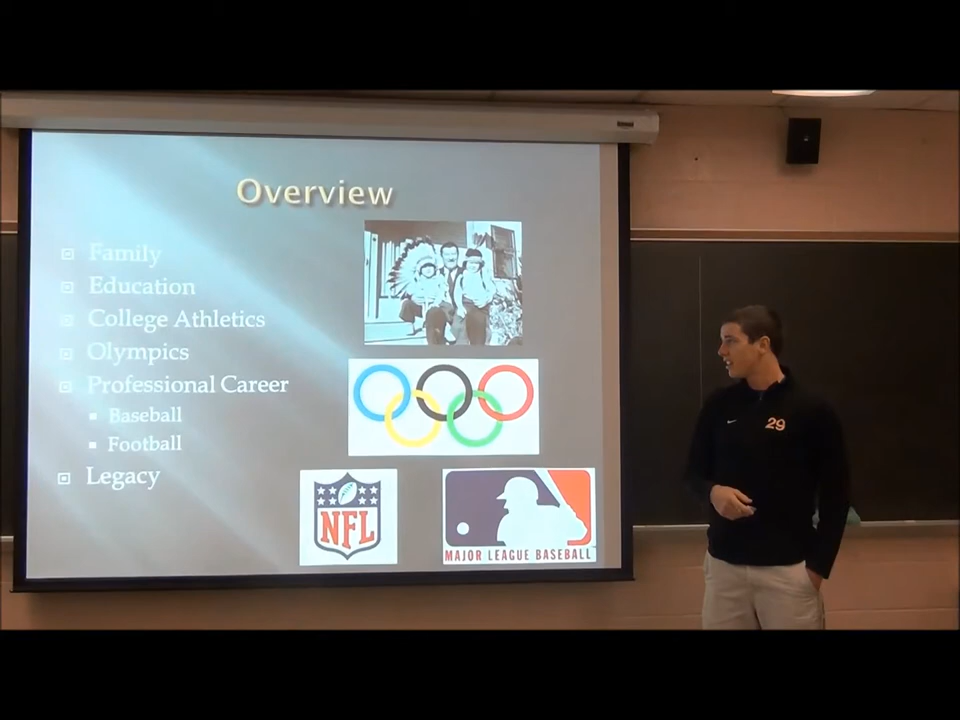 Overview
Family
Education
College Athletics
Olympics
Professional Career
Baseball
Football
Legacy
NFL
MAJOR LEAGUE BASEBALL
29